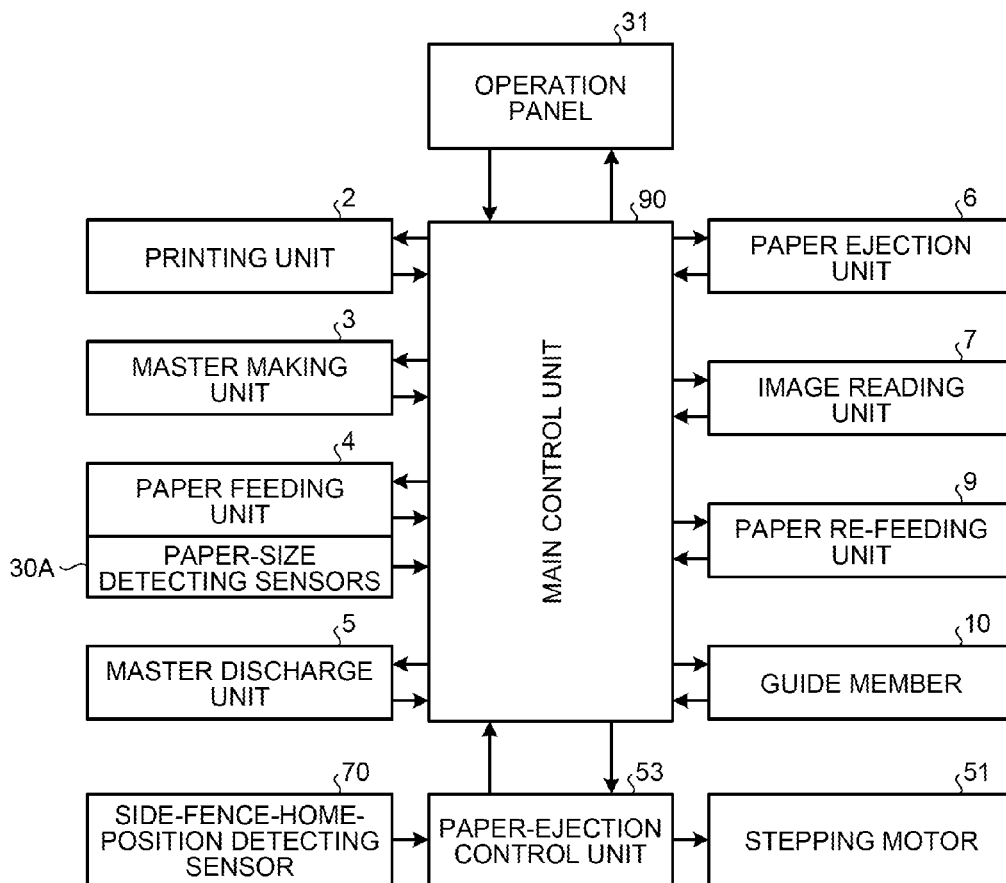 31
OPERATION
PANEL
2
PRINTING UNIT
90
6
PAPER EJECTION
UNIT
3
MASTER MAKING
UNIT
7
IMAGE READING
UNIT
MAIN CONTROL UNIT
4
PAPER FEEDING
UNIT
30A
PAPER-SIZE
DETECTING SENSORS
9
PAPER RE-FEEDING
UNIT
5
MASTER DISCHARGE
UNIT
10
GUIDE MEMBER
70
SIDE-FENCE-HOME-
POSITION DETECTING
SENSOR
53
PAPER-EJECTION
CONTROL UNIT
51
STEPPING MOTOR